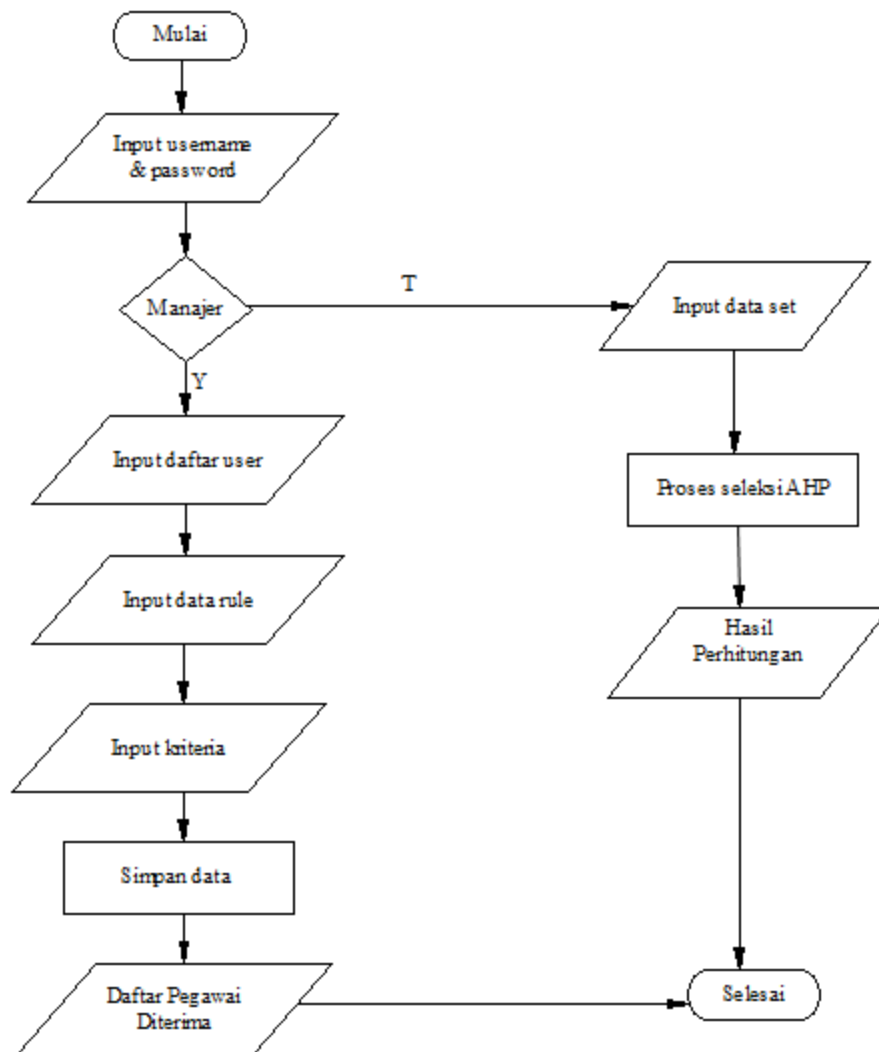 Mulai
Input username
& password
Manajer
T
Y
Input data set
Input daftar user
Proses seleksi AHP
Input data rule
Hasil
Perhitungan
Input kriteria
Simpan data
Daftar Pegawai
Diterima
Selesai